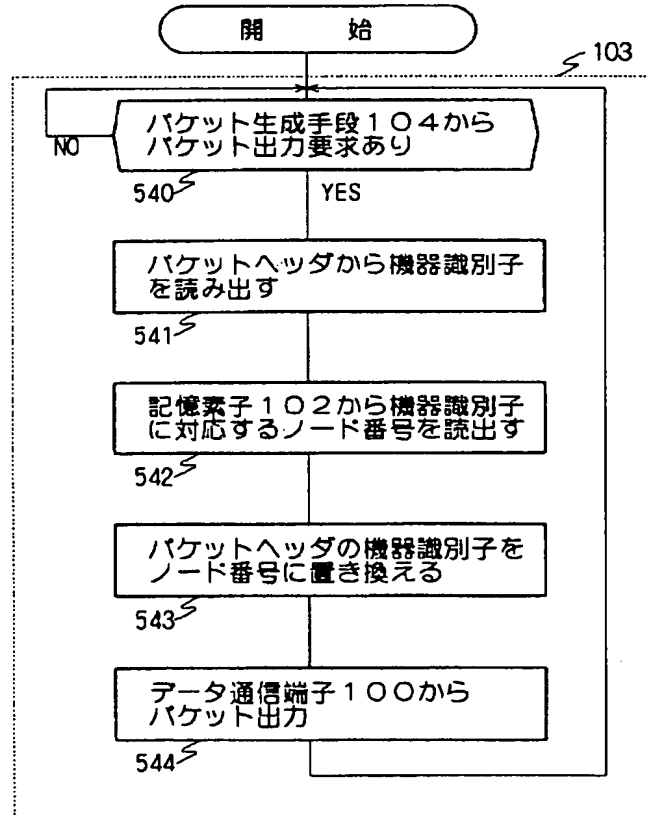 開 始
103
パケット生成手段104から
パケット出力要求あり
NO
540
YES
パケットヘッダから機器識別子
を読み出す
541
記憶素子102から機器識別子
に対応するノード番号を読出す
542
パケットヘッダの機器識別子を
ノード番号に置き換える
543
データ通信端子100から
パケット出力
544